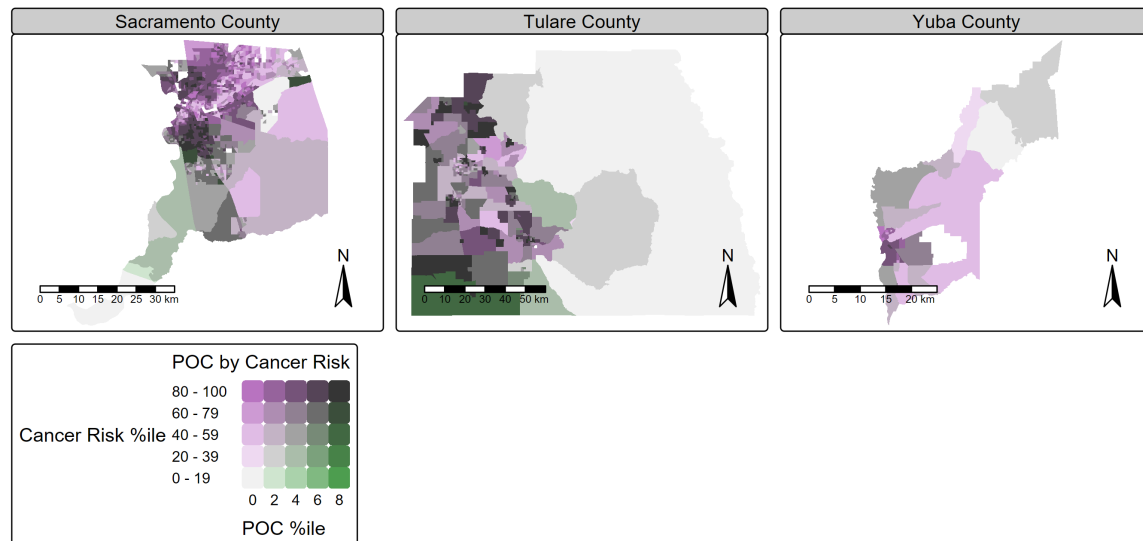 Sacramento County
Tulare County
Yuba County
N
0 5 10 15 20 25 30 km
N
0 10 20 30 40 50 km
N
0 5 10 15 20 km
POC by Cancer Risk
Cancer Risk %ile
80 - 100
60 - 79
40 - 59
20 - 39
0 - 19
0 2 4 6 8
POC %ile